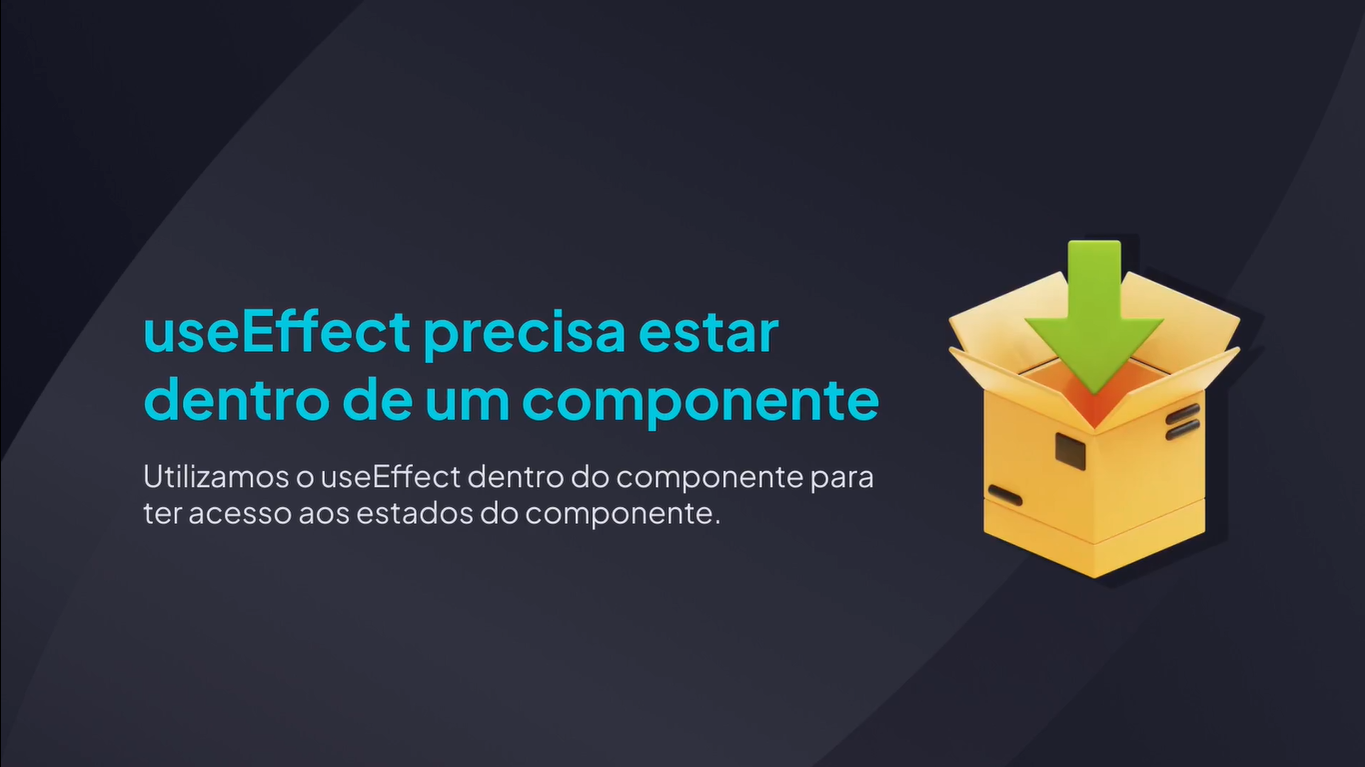 useEffect precisa estar
dentro de um componente
Utilizamos o useEffect dentro do componente para
ter acesso aos estados do componente.